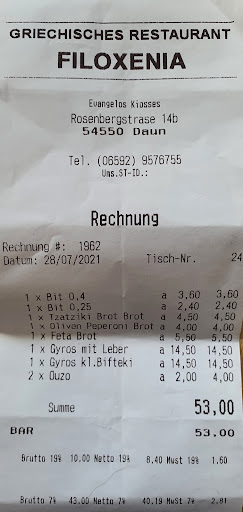 GRIECHISCHES RESTAURANT
FILOXENIA
Evangelos Kiosses
Rosenbergstrase 14b
54550 Daun
Tel. (06592) 9576755
Uns.ST-ID.:
Rechnung
Rechnung #: 1962
Datum: 28/07/2021 Tisch-Nr. 24
1 x Bit 0,4 a 3,60 3,60
1 x Bit 0,25 a 2,40 2,40
1 x Tzatziki Brot Brot a 4,50 4,50
1 x Oliven Peperoni Brot a 4,00 4,00
1 x Feta Brot a 5,50 5,50
1 x Gyros mit Leber a 14,50 14,50
1 x Gyros kl.Bifteki a 14,50 14,50
2 x Ouzo a 2,00 4,00
Summe 53,00
BAR 53,00
Brutto 19% 10.00 Netto 19% 8.40 MwSt 19% 1.60
Brutto 7% 43.00 Netto 7% 40.19 MwSt 7% 2.81